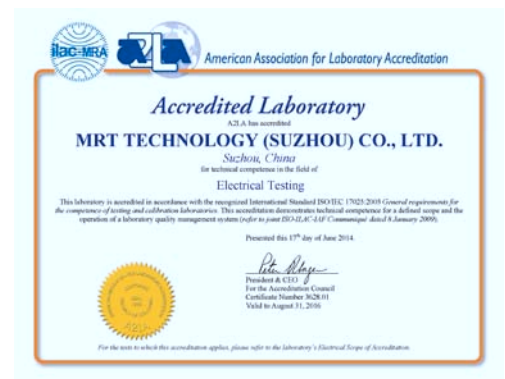 ilac-MRA
A2LA
American Association for Laboratory Accreditation
Accredited Laboratory
A2LA has accredited
MRT TECHNOLOGY (SUZHOU) CO., LTD.
Suzhou, China
for technical competence in the field of
Electrical Testing
This laboratory is accredited in accordance with the recognized International Standard ISO/IEC 17025:2005 General requirements for
the competence of testing and calibration laboratories. This accreditation demonstrates technical competence for a defined scope and the
operation of a laboratory quality management system (refer to joint ISO-ILAC-IAF Communiqué dated 8 January 2009).
Presented this 17th day of June 2014.
President & CEO
For the Accreditation Council
Certificate Number 3628.01
Valid to August 31, 2016
A2LA
For the tests to which this accreditation applies, please refer to the laboratory's Electrical Scope of Accreditation.